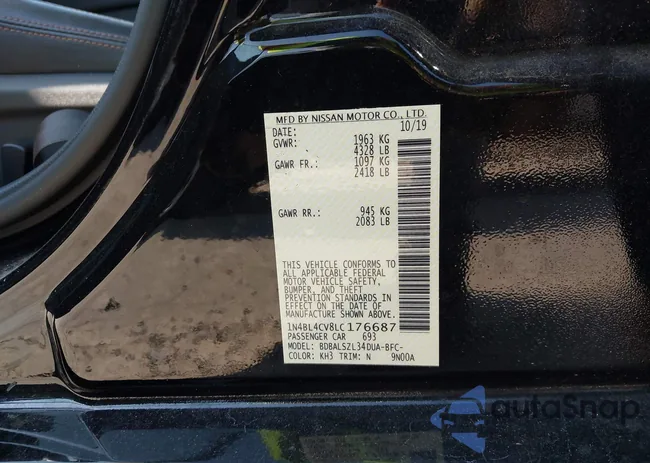 MFD BY NISSAN MOTOR CO., LTD.
DATE: 10/19
GVWR: 1963 KG
4328 LB
GAWR FR.: 1097 KG
2418 LB
GAWR RR.: 945 KG
2083 LB
THIS VEHICLE CONFORMS TO
ALL APPLICABLE FEDERAL
MOTOR VEHICLE SAFETY,
BUMPER, AND THEFT
PREVENTION STANDARDS IN
EFFECT ON THE DATE OF
MANUFACTURE SHOWN ABOVE.
1N4BL4CV8LC176687
PASSENGER CAR 693
MODEL: BDBALSZL34DUA-BFC-
COLOR: KH3 TRIM: N 9N00A
autoSnap